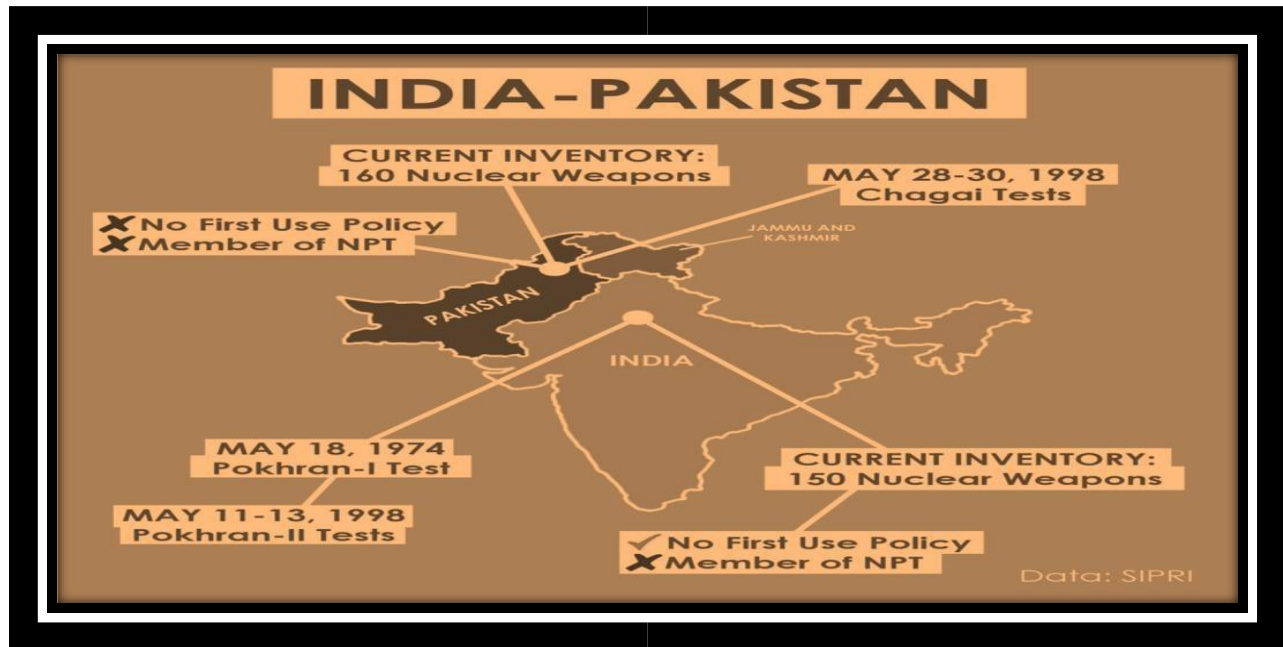 INDIA-PAKISTAN
CURRENT INVENTORY:
160 Nuclear Weapons
MAY 28-30, 1998
Chagai Tests
✘ No First Use Policy
✘ Member of NPT
JAMMU AND
KASHMIR
PAKISTAN
INDIA
MAY 18, 1974
Pokhran-I Test
MAY 11-13, 1998
Pokhran-II Tests
CURRENT INVENTORY:
150 Nuclear Weapons
✓ No First Use Policy
✘ Member of NPT
Data: SIPRI